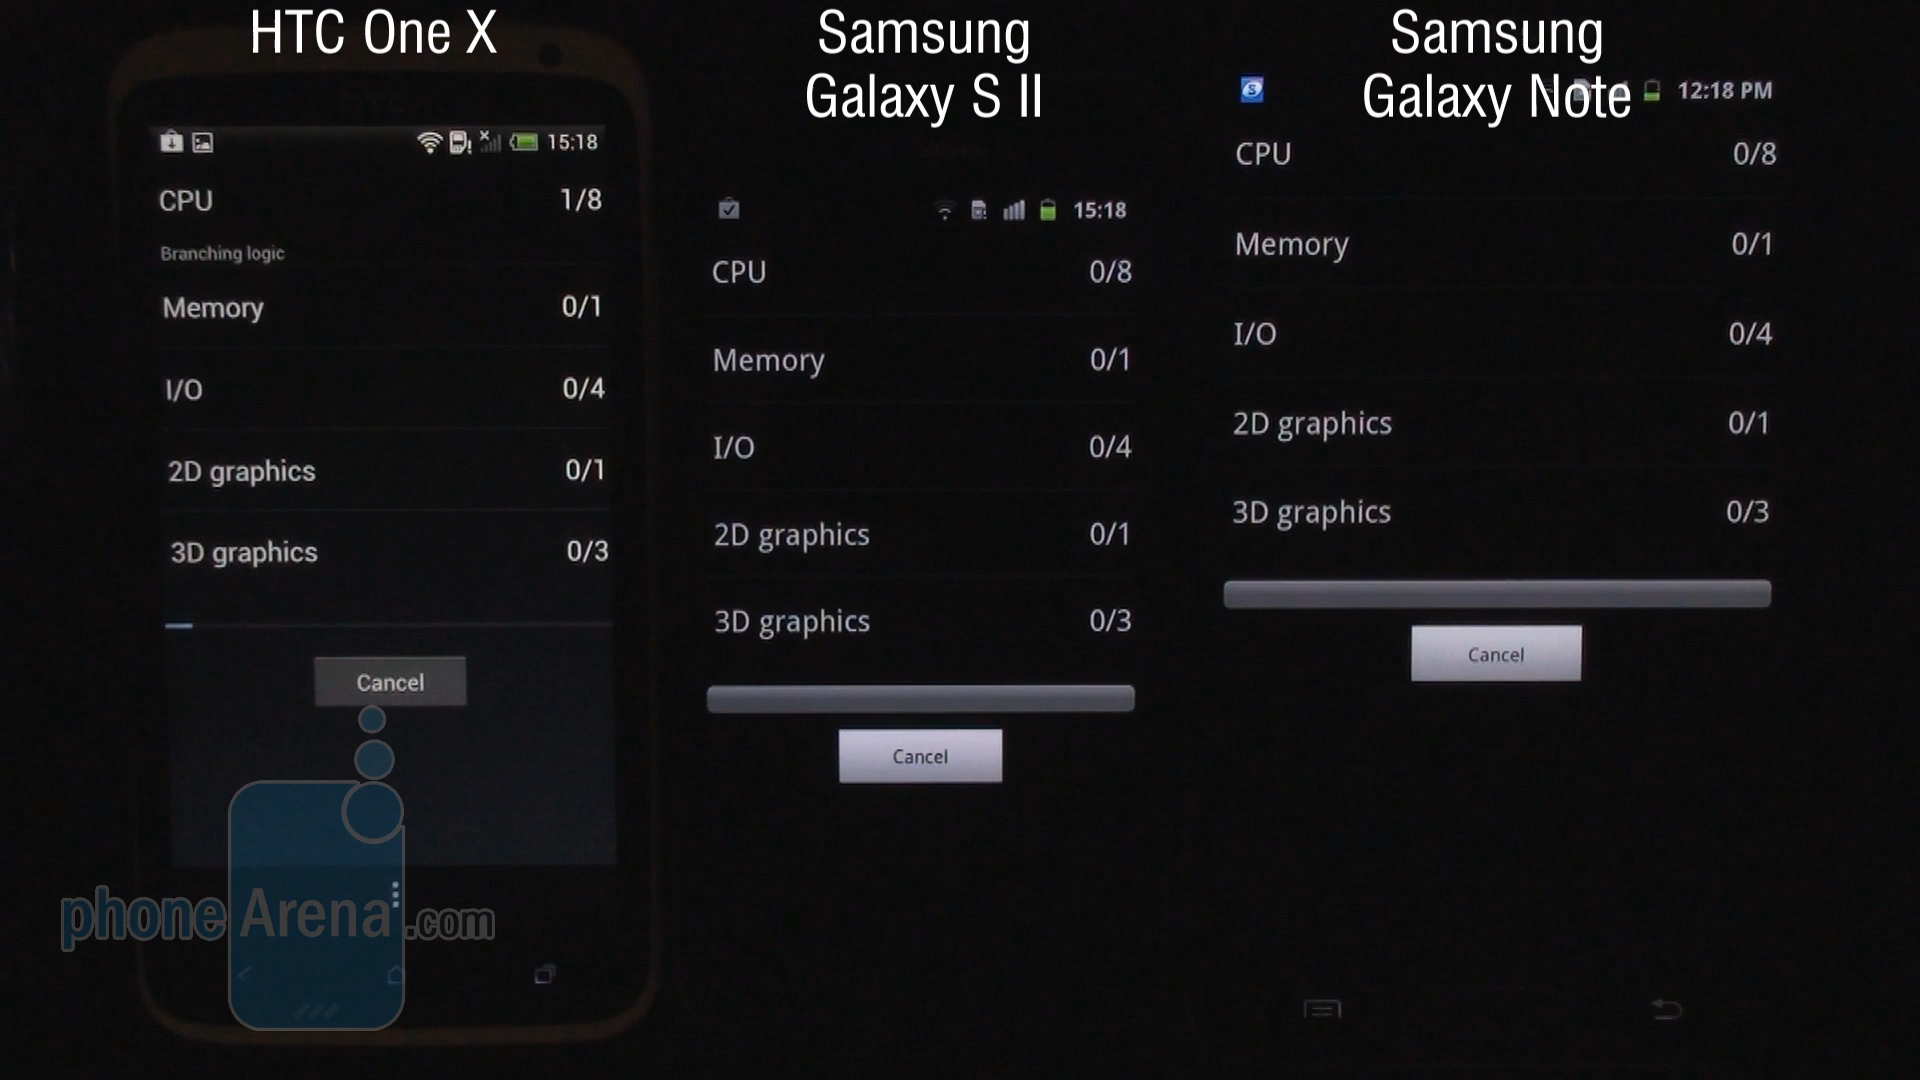 HTC One X
15:18
CPU 1/8
Branching logic
Memory 0/1
I/O 0/4
2D graphics 0/1
3D graphics 0/3
Cancel
phoneArena.com
Samsung
Galaxy S II
15:18
CPU 0/8
Memory 0/1
I/O 0/4
2D graphics 0/1
3D graphics 0/3
Cancel
Samsung
Galaxy Note
12:18 PM
CPU 0/8
Memory 0/1
I/O 0/4
2D graphics 0/1
3D graphics 0/3
Cancel